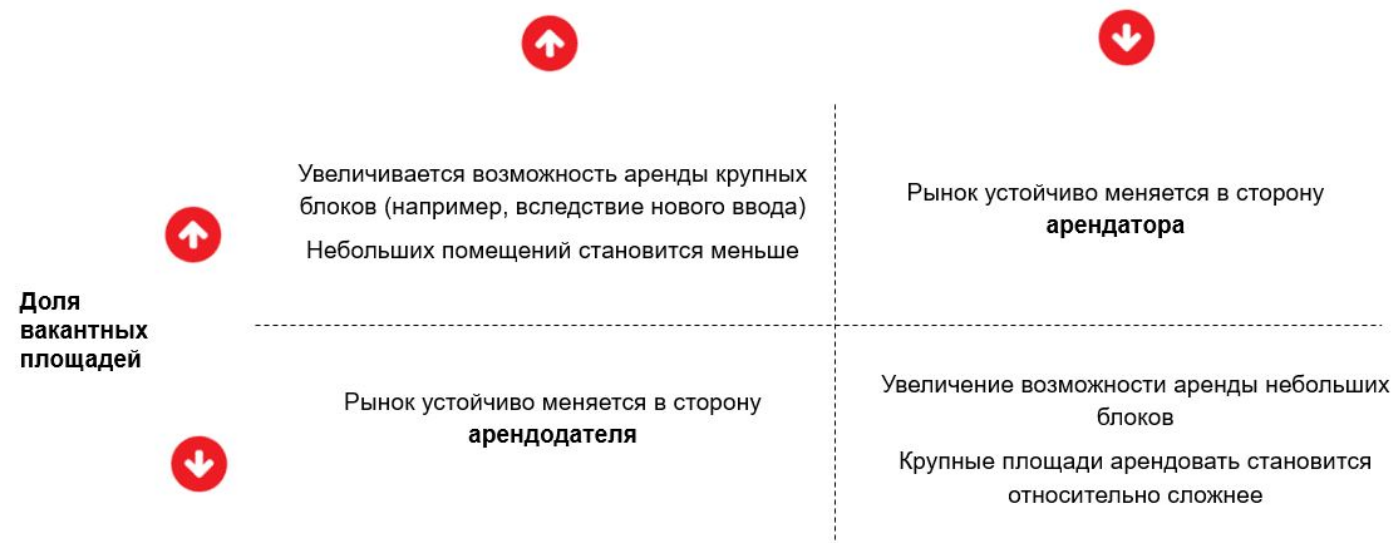 Увеличивается возможность аренды крупных
блоков (например, вследствие нового ввода)
Небольших помещений становится меньше
Рынок устойчиво меняется в сторону
арендатора
Доля
вакантных
площадей
Рынок устойчиво меняется в сторону
арендодателя
Увеличение возможности аренды небольших
блоков
Крупные площади арендовать становится
относительно сложнее